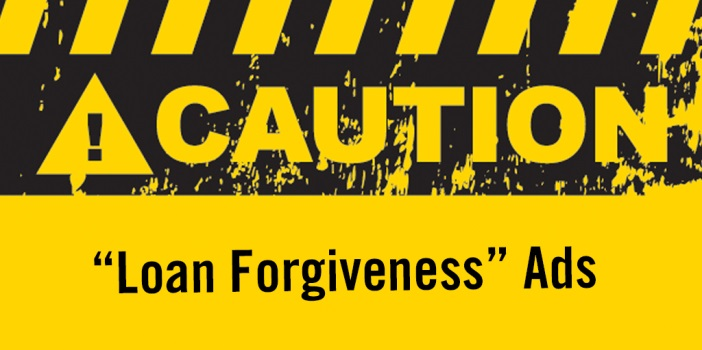 ! CAUTION
“Loan Forgiveness” Ads